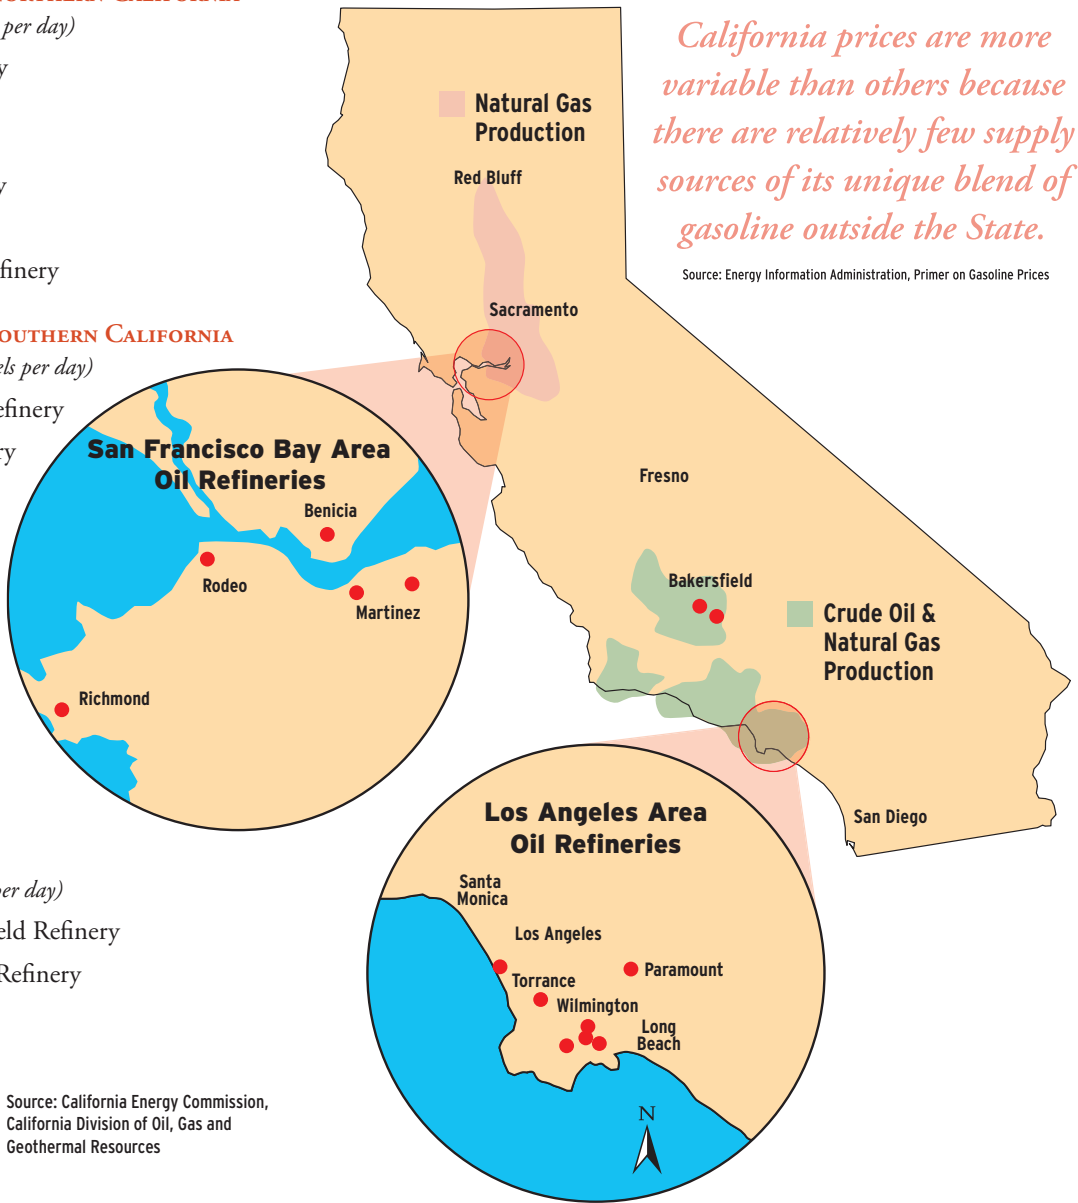 NORTHERN CALIFORNIA
per day)
y
y
finery
OUTHERN CALIFORNIA
els per day)
efinery
ry
per day)
eld Refinery
Refinery
California prices are more
variable than others because
there are relatively few supply
sources of its unique blend of
gasoline outside the State.
Source: Energy Information Administration, Primer on Gasoline Prices
Natural Gas
Production
Red Bluff
Sacramento
Fresno
Bakersfield
Crude Oil &
Natural Gas
Production
San Diego
San Francisco Bay Area
Oil Refineries
Benicia
Rodeo
Martinez
Richmond
Los Angeles Area
Oil Refineries
Santa
Monica
Los Angeles
Torrance
Paramount
Wilmington
Long
Beach
N
Source: California Energy Commission,
California Division of Oil, Gas and
Geothermal Resources